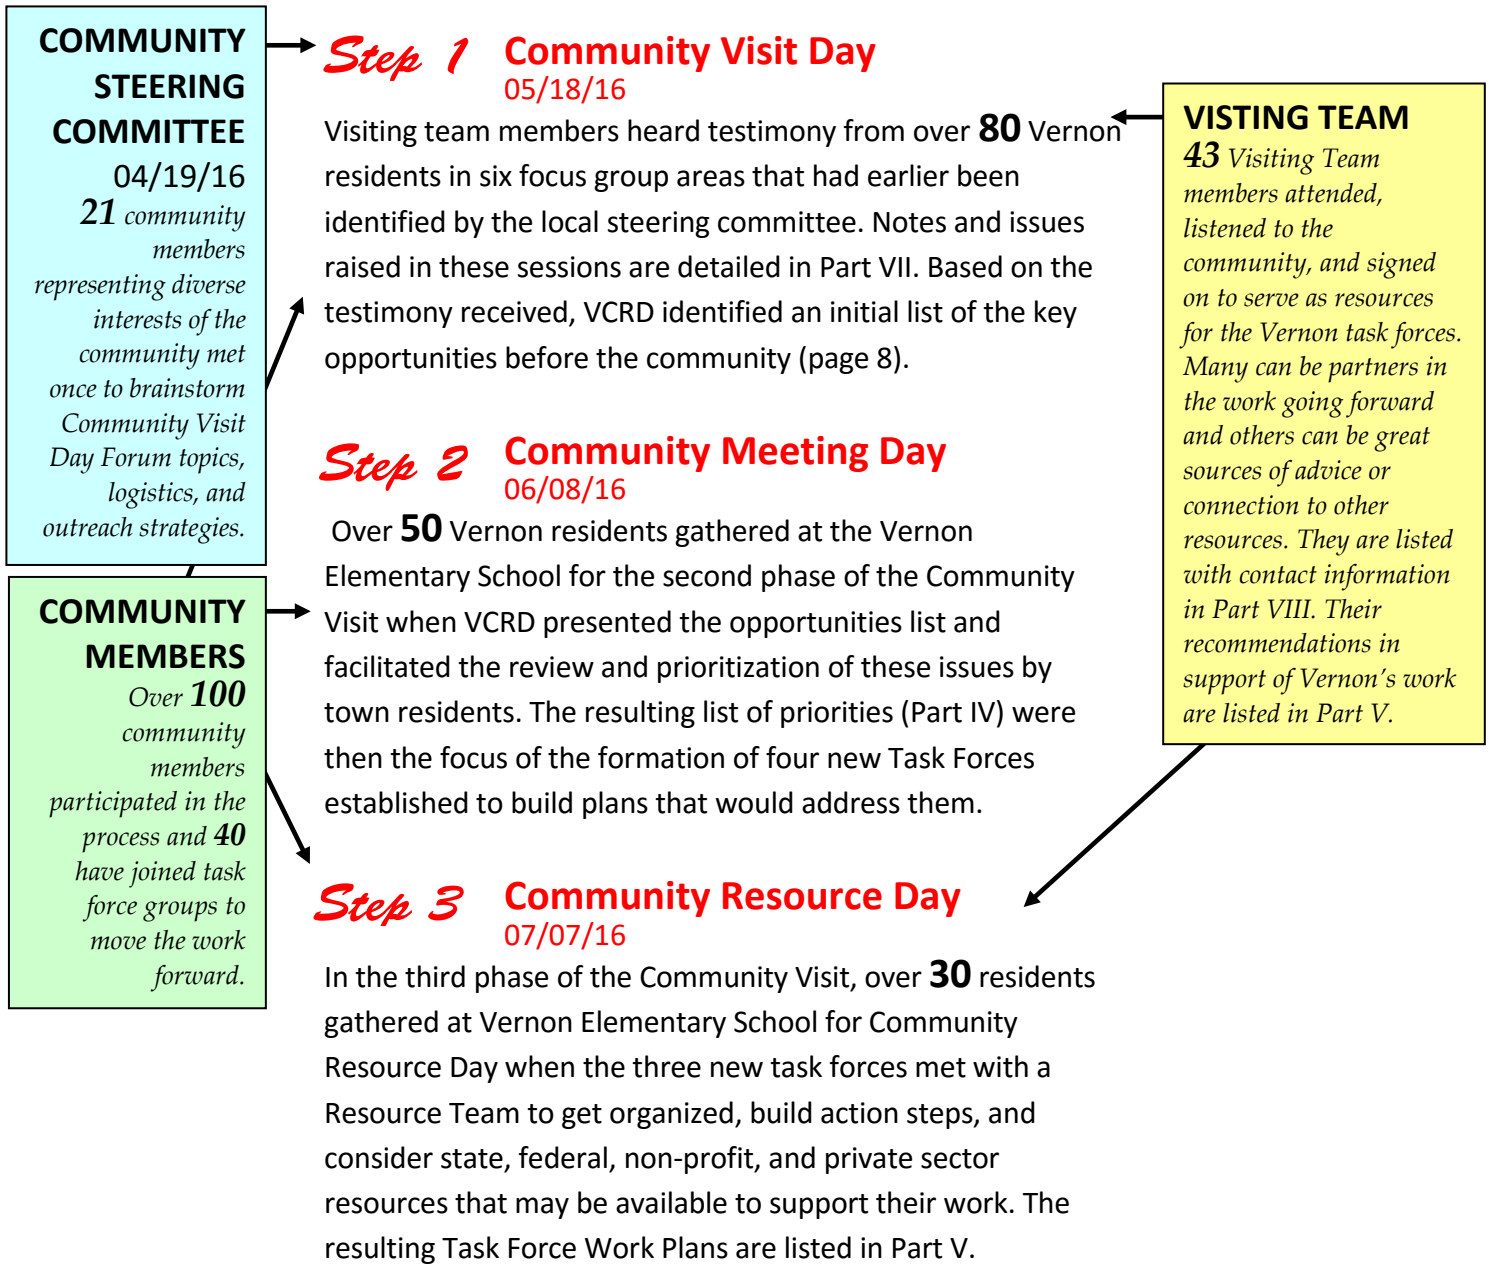 COMMUNITY
STEERING
COMMITTEE
04/19/16
21 community
members
representing diverse
interests of the
community met
once to brainstorm
Community Visit
Day Forum topics,
logistics, and
outreach strategies.
COMMUNITY
MEMBERS
Over 100
community
members
participated in the
process and 40
have joined task
force groups to
move the work
forward.
Step 1 Community Visit Day
05/18/16
Visiting team members heard testimony from over 80 Vernon
residents in six focus group areas that had earlier been
identified by the local steering committee. Notes and issues
raised in these sessions are detailed in Part VII. Based on the
testimony received, VCRD identified an initial list of the key
opportunities before the community (page 8).
Step 2 Community Meeting Day
06/08/16
Over 50 Vernon residents gathered at the Vernon
Elementary School for the second phase of the Community
Visit when VCRD presented the opportunities list and
facilitated the review and prioritization of these issues by
town residents. The resulting list of priorities (Part IV) were
then the focus of the formation of four new Task Forces
established to build plans that would address them.
Step 3 Community Resource Day
07/07/16
In the third phase of the Community Visit, over 30 residents
gathered at Vernon Elementary School for Community
Resource Day when the three new task forces met with a
Resource Team to get organized, build action steps, and
consider state, federal, non-profit, and private sector
resources that may be available to support their work. The
resulting Task Force Work Plans are listed in Part V.
VISTING TEAM
43 Visiting Team
members attended,
listened to the
community, and signed
on to serve as resources
for the Vernon task forces.
Many can be partners in
the work going forward
and others can be great
sources of advice or
connection to other
resources. They are listed
with contact information
in Part VIII. Their
recommendations in
support of Vernon's work
are listed in Part V.